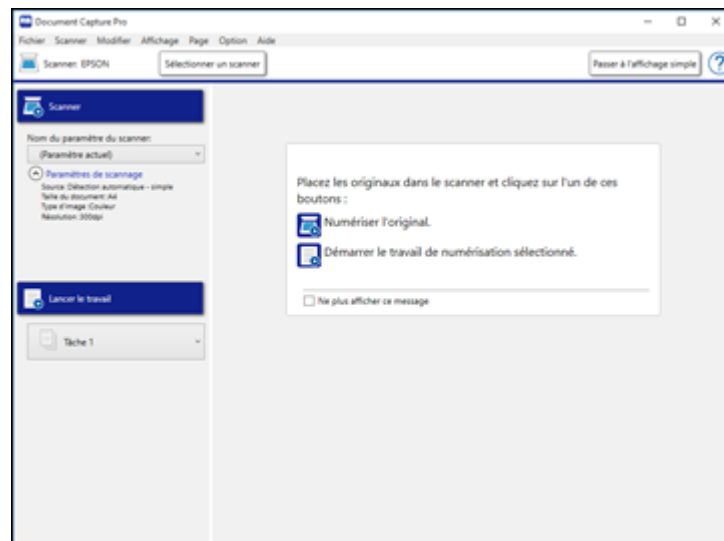 Document Capture Pro
Fichier Scanner Modifier Affichage Page Option Aide
Scanner: EPSON
Sélectionner un scanner
Passer à l'affichage simple
?
Scanner
Nom du paramètre du scanner:
(Paramètre actuel)
Paramètres de scannage
Source :Détection automatique - simple
Taille du document :A4
Type d'image :Couleur
Résolution :300dpi
Placez les originaux dans le scanner et cliquez sur l'un de ces
boutons :
Numériser l'original.
Démarrer le travail de numérisation sélectionné.
Ne plus afficher ce message
Lancer le travail
Tâche 1